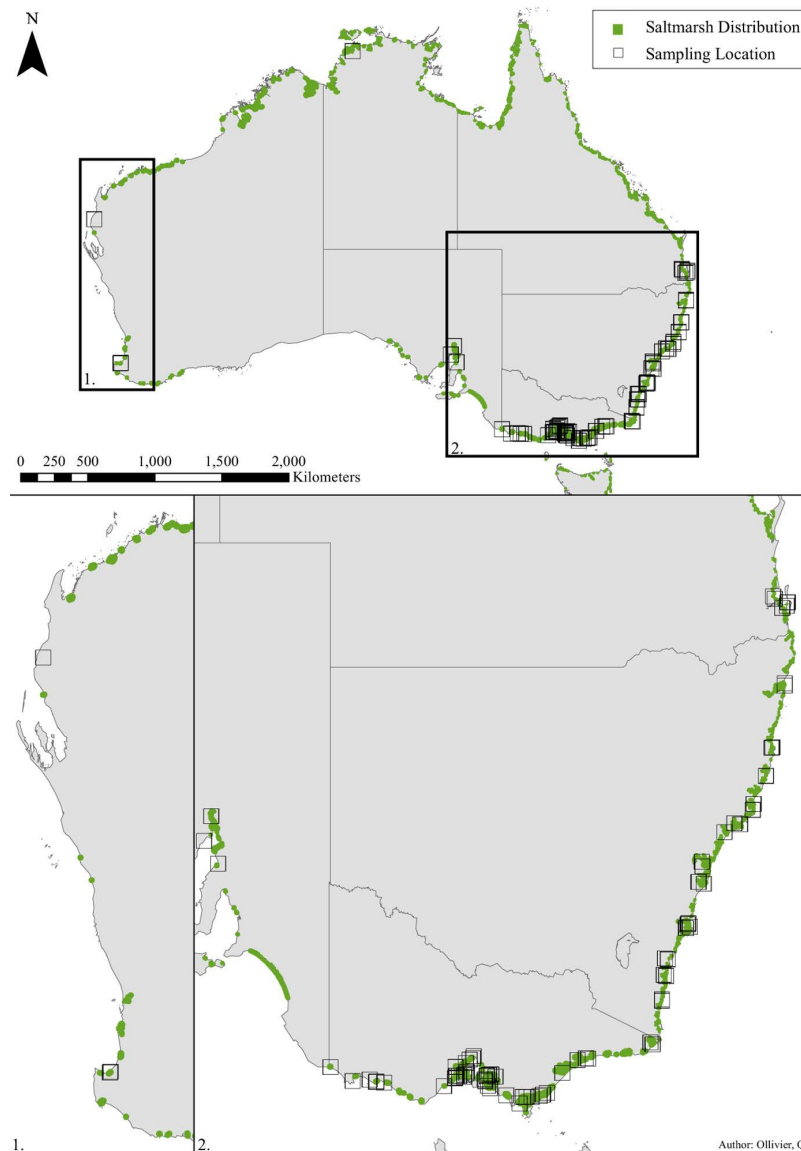 N
Saltmarsh Distribution
Sampling Location
1.
2.
0 250 500 1,000 1,500 2,000
Kilometers
1.
2.
Author: Ollivier, Q